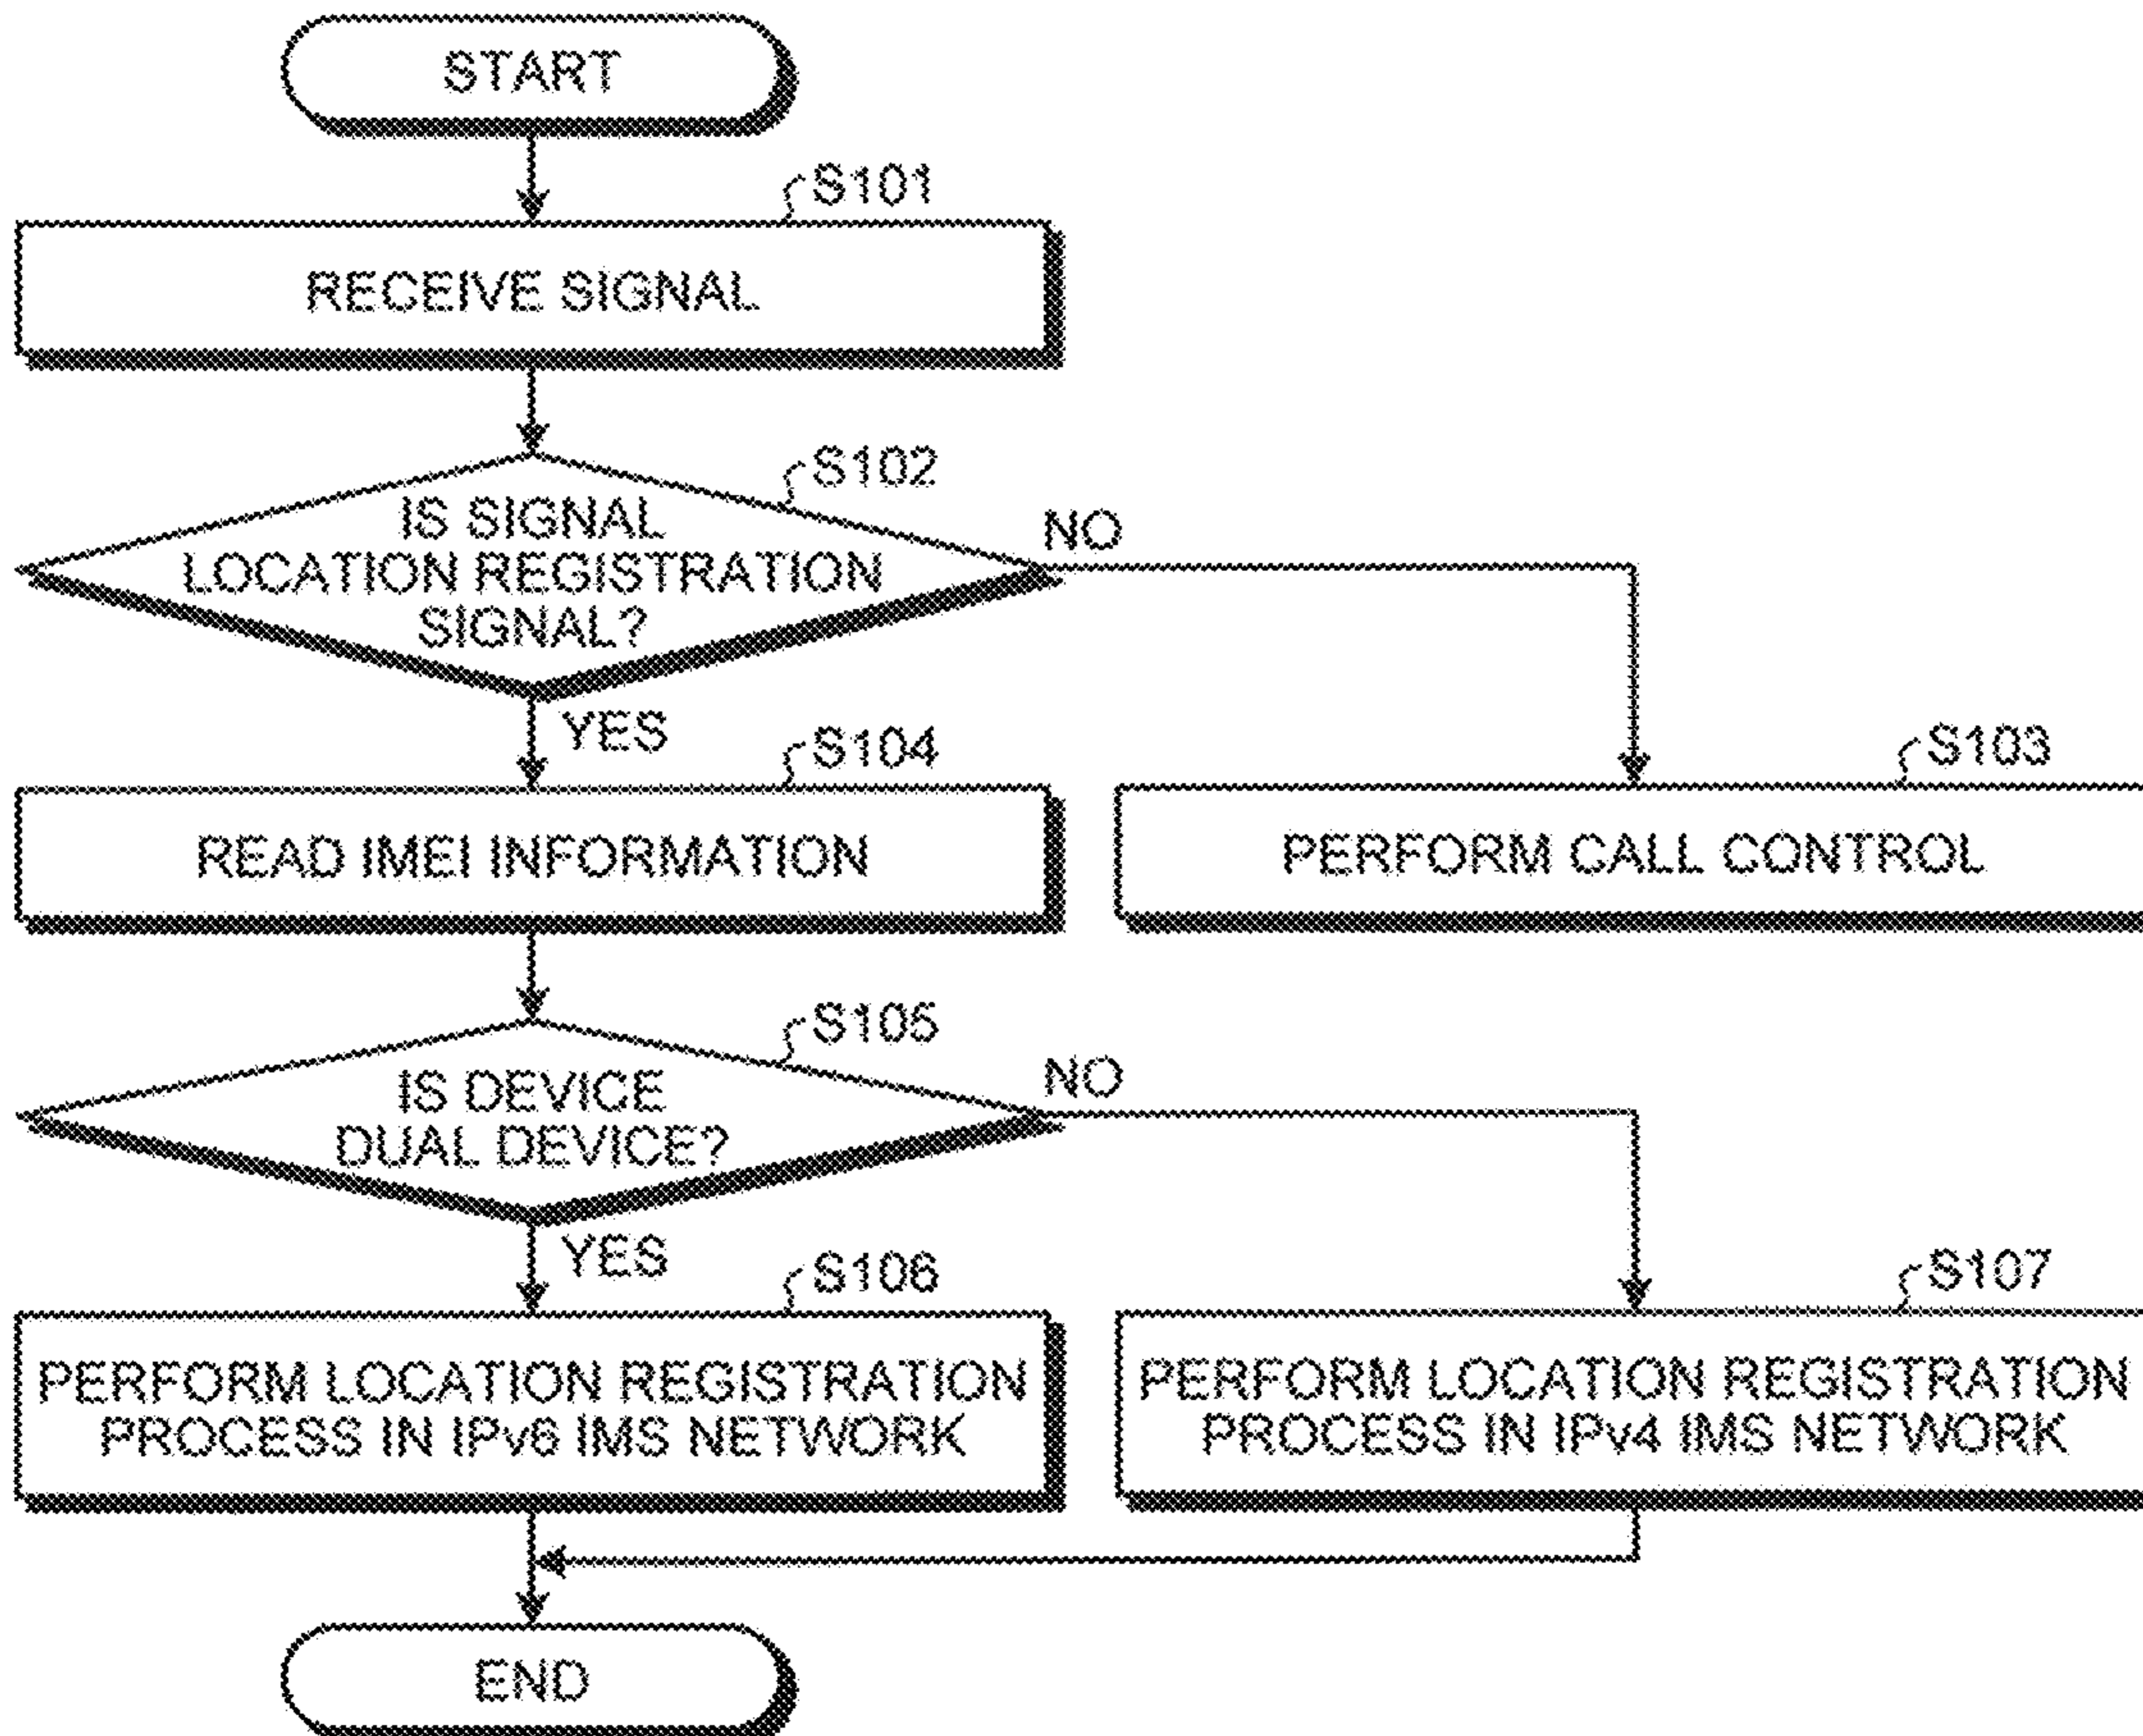 START
S101
RECEIVE SIGNAL
S102
IS SIGNAL
LOCATION REGISTRATION
SIGNAL?
NO
YES
S104
READ IMEI INFORMATION
S103
PERFORM CALL CONTROL
S105
IS DEVICE
DUAL DEVICE?
NO
YES
S106
PERFORM LOCATION REGISTRATION
PROCESS IN IPv6 IMS NETWORK
S107
PERFORM LOCATION REGISTRATION
PROCESS IN IPv4 IMS NETWORK
END